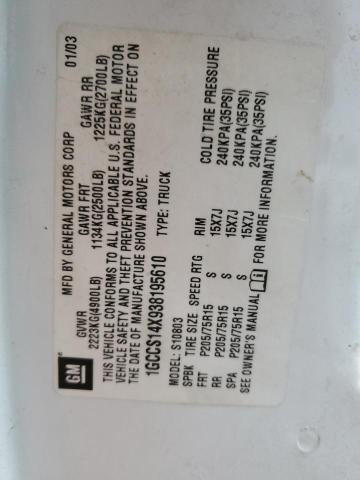 GM MFD BY GENERAL MOTORS CORP 01/03
GVWR GAWR FRT GAWR RR
2223KG(4900LB) 1134KG(2500LB) 1225KG(2700LB)
THIS VEHICLE CONFORMS TO ALL APPLICABLE U.S. FEDERAL MOTOR
VEHICLE SAFETY AND THEFT PREVENTION STANDARDS IN EFFECT ON
THE DATE OF MANUFACTURE SHOWN ABOVE.
1GCCS14X938195610 TYPE: TRUCK
MODEL: S10803
SPBK TIRE SIZE SPEED RTG RIM COLD TIRE PRESSURE
FRT P205/75R15 S 15X7J 240KPA(35PSI)
RR P205/75R15 S 15X7J 240KPA(35PSI)
SPA P205/75R15 S 15X7J 240KPA(35PSI)
SEE OWNER'S MANUAL FOR MORE INFORMATION.